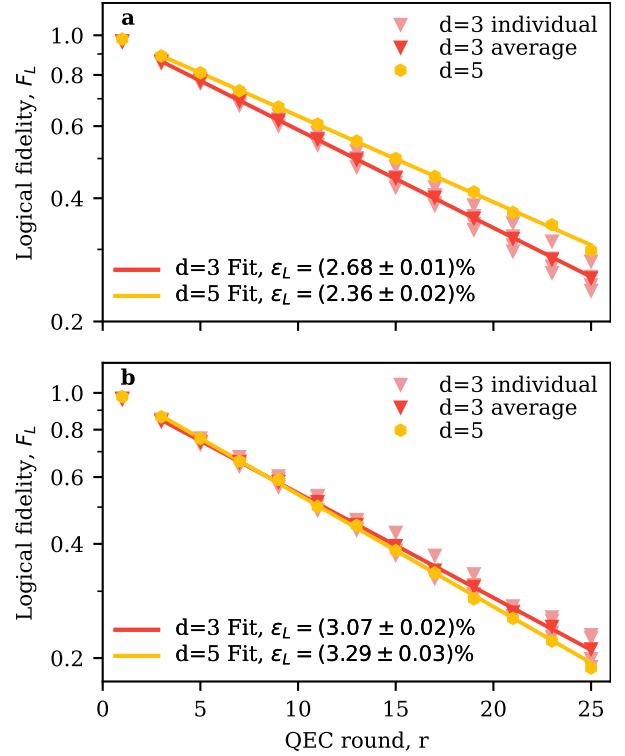 a
d=3 individual
d=3 average
d=5
1.0
0.8
0.6
0.4
0.2
Logical fidelity, F_L
d=3 Fit, ε_L = (2.68 ± 0.01)%
d=5 Fit, ε_L = (2.36 ± 0.02)%
b
d=3 individual
d=3 average
d=5
1.0
0.8
0.6
0.4
0.2
Logical fidelity, F_L
d=3 Fit, ε_L = (3.07 ± 0.02)%
d=5 Fit, ε_L = (3.29 ± 0.03)%
0 5 10 15 20 25
QEC round, r